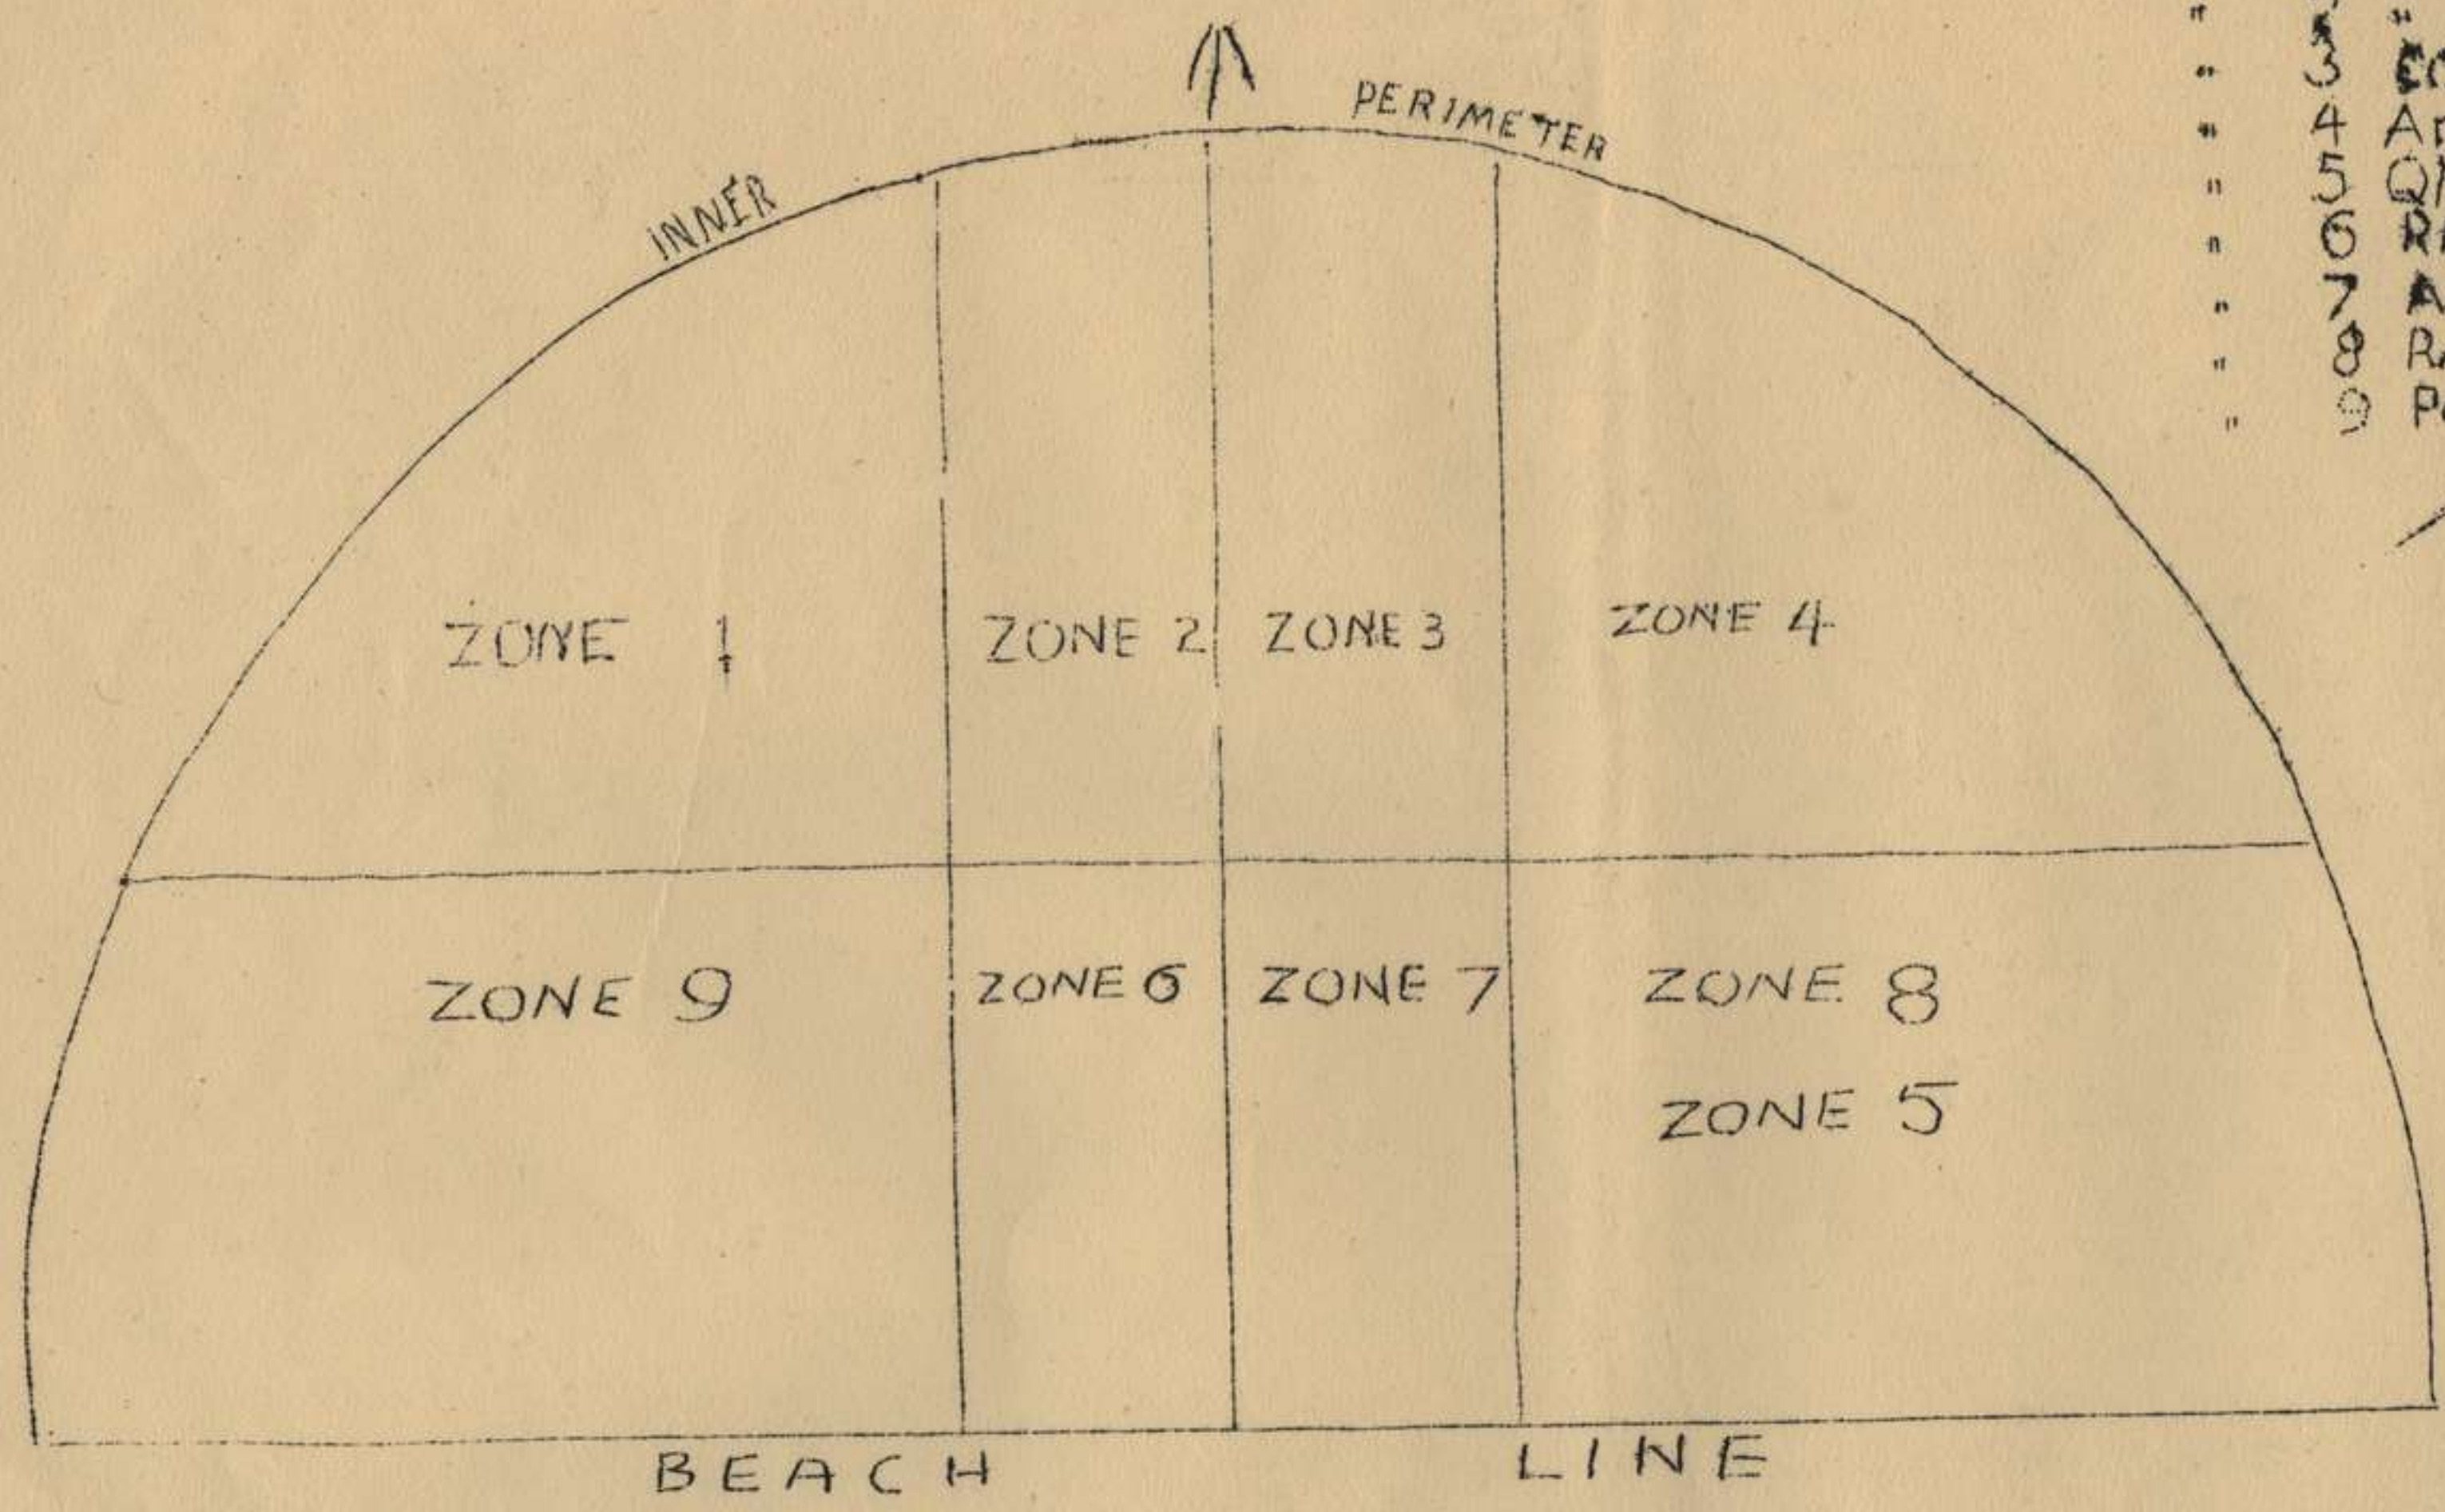 INNER PERIMETER
" 3
" 4
" 5
" 6
" 7
" 8
" 9
ZONE 1 ZONE 2 ZONE 3 ZONE 4
ZONE 9 ZONE 6 ZONE 7 ZONE 8
ZONE 5
BEACH LINE